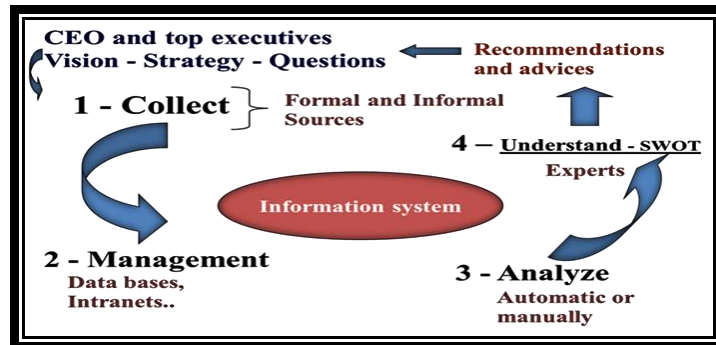 CEO and top executives
Vision - Strategy - Questions
Recommendations
and advices
1 - Collect
Formal and Informal
Sources
4 – Understand - SWOT
Experts
Information system
2 - Management
Data bases,
Intranets..
3 - Analyze
Automatic or
manually